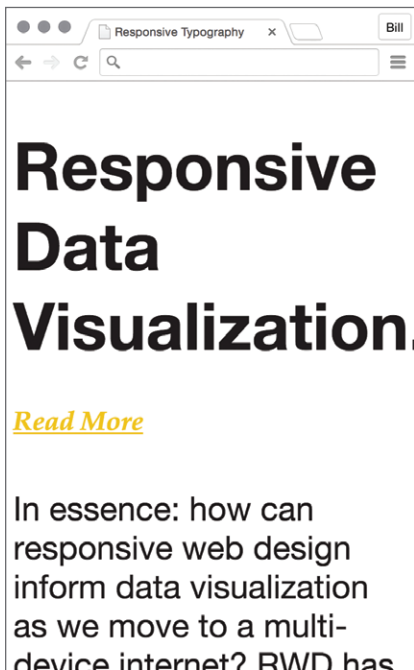 Responsive Typography
Bill
Responsive
Data
Visualization.
Read More
In essence: how can
responsive web design
inform data visualization
as we move to a multi-
device internet? RWD has